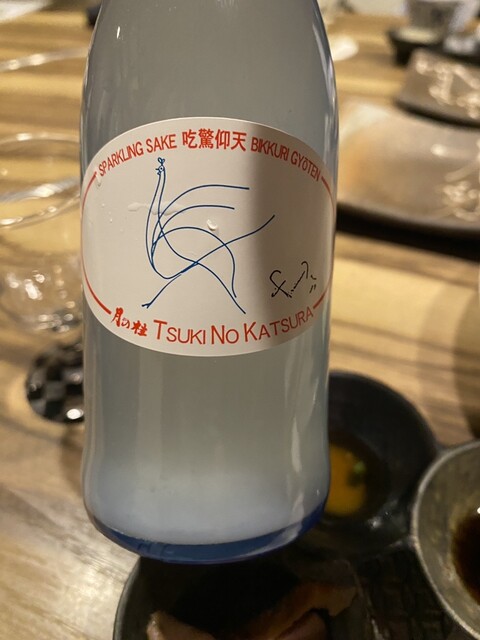 SPARKLING SAKE 吃驚仰天 BIKKURI GYOTEN
月の桂 TSUKI NO KATSURA